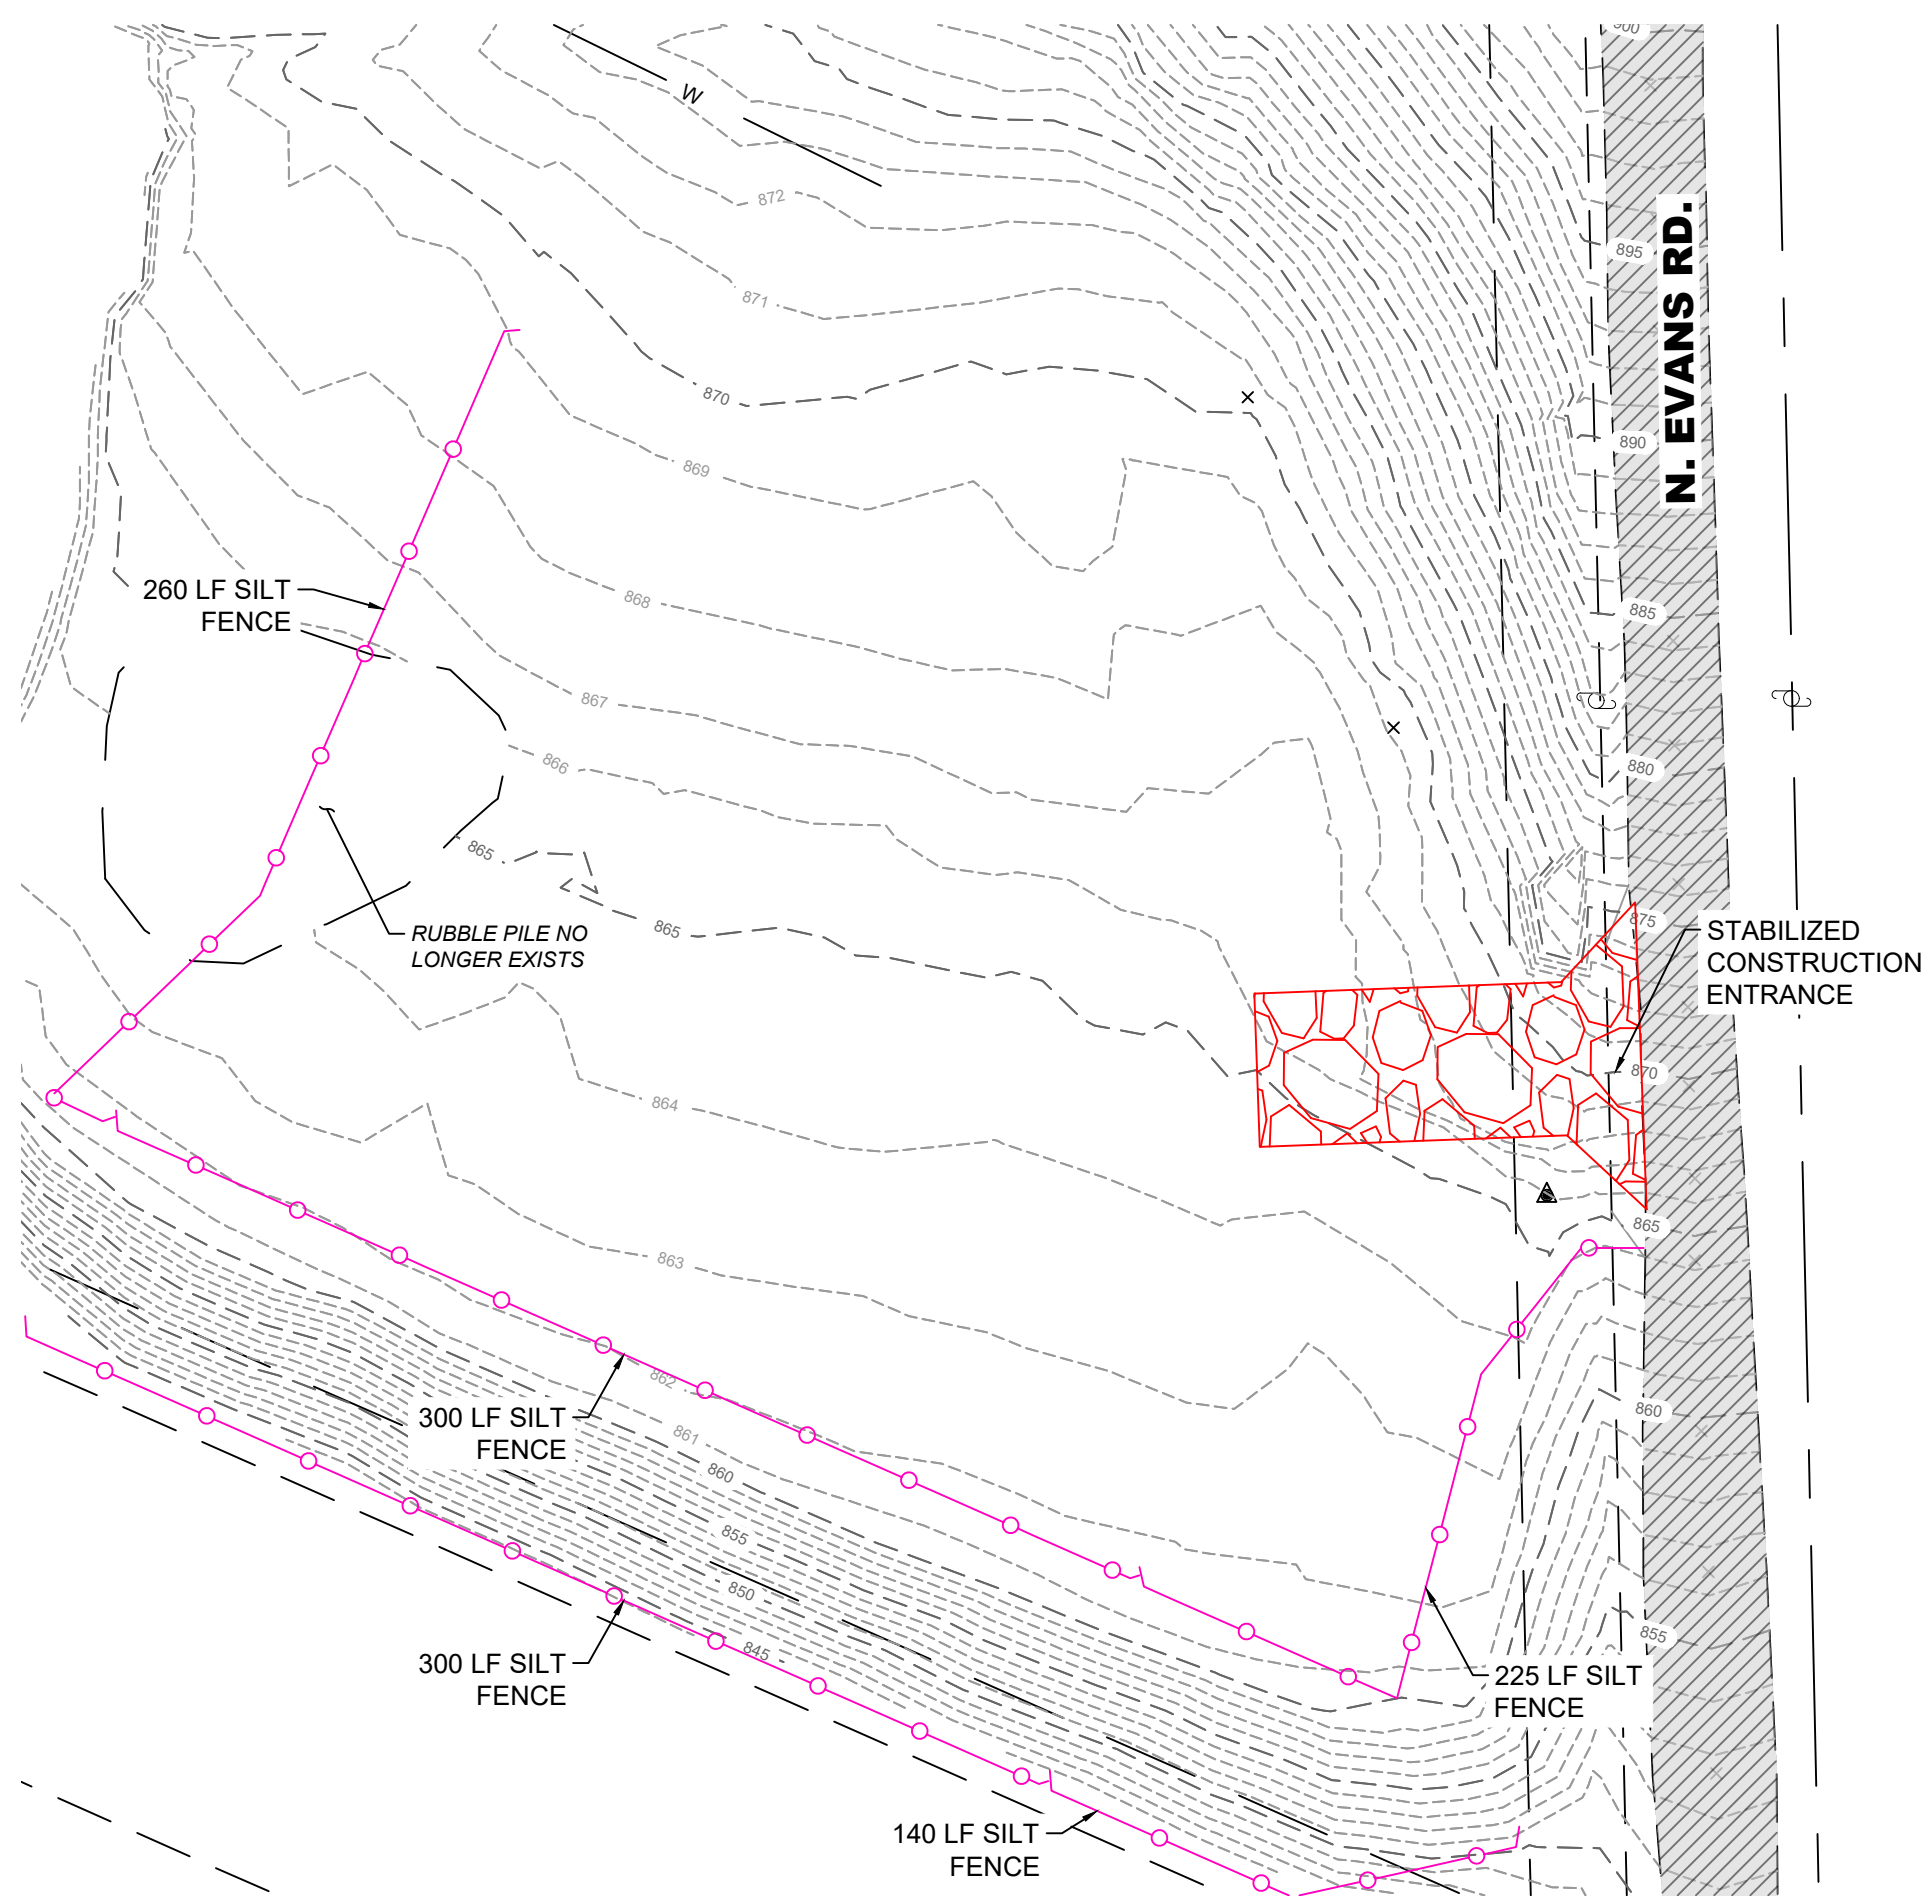 900
W
872
895
871
N. EVANS RD.
870
890
869
260 LF SILT
FENCE
868
885
867
866
880
865
865
875
RUBBLE PILE NO
LONGER EXISTS
STABILIZED
CONSTRUCTION
ENTRANCE
870
864
865
863
862
300 LF SILT
FENCE
861
860
860
855
850
855
845
300 LF SILT
FENCE
225 LF SILT
FENCE
140 LF SILT
FENCE